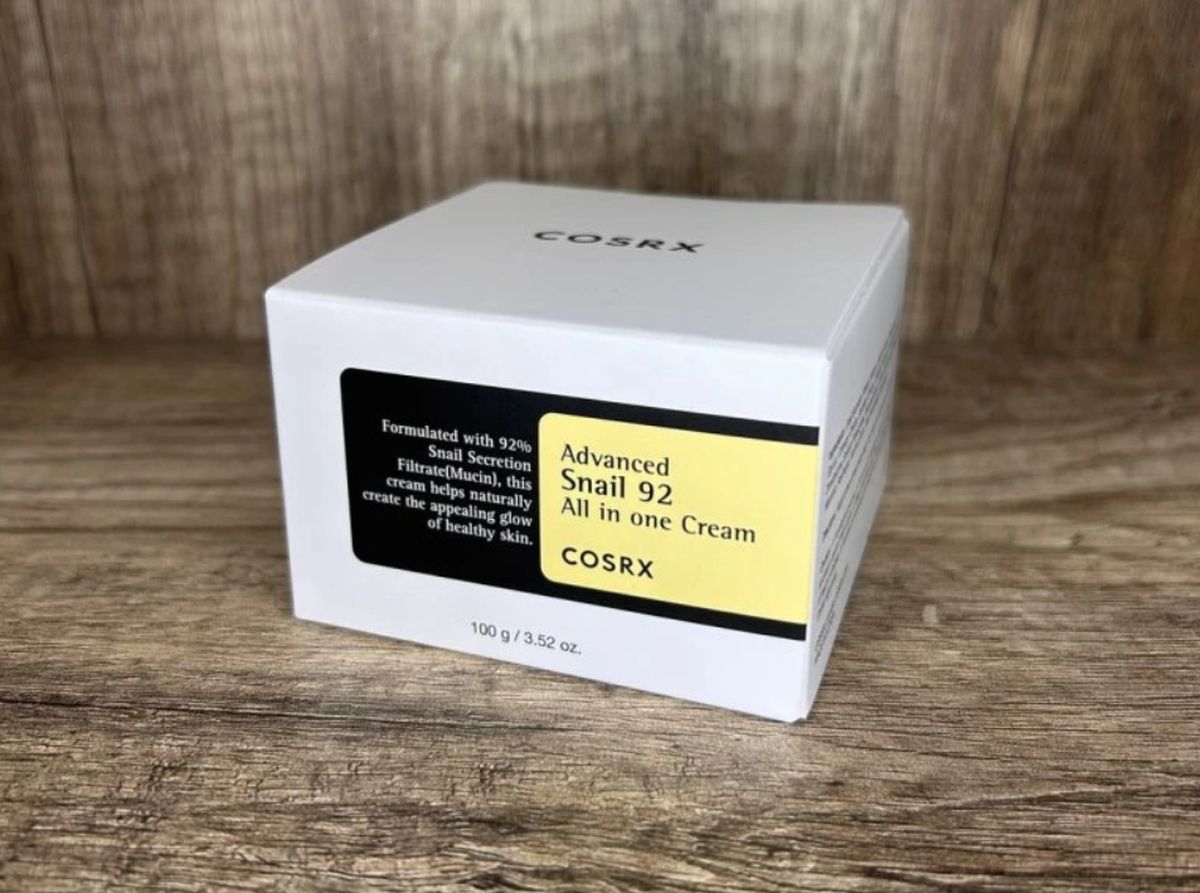 COSRX
Formulated with 92%
Snail Secretion
Filtrate(Mucin), this
cream helps naturally
create the appealing glow
of healthy skin.
Advanced
Snail 92
All in one Cream
COSRX
100 g / 3.52 oz.